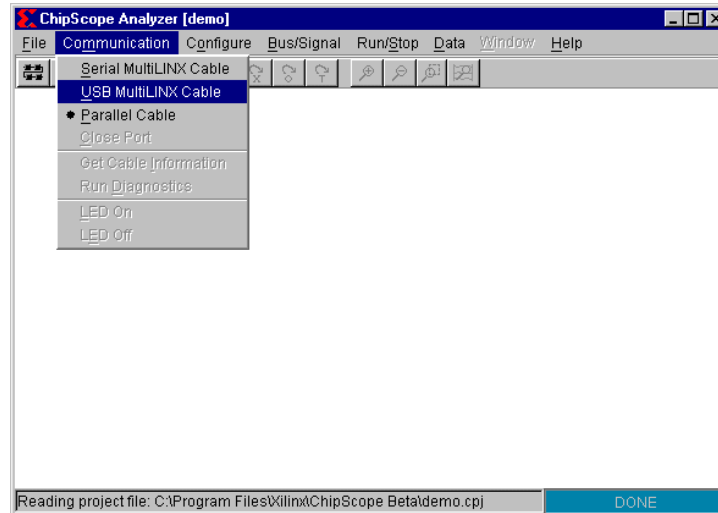 ChipScope Analyzer [demo]
File Communication Configure Bus/Signal Run/Stop Data Window Help
Serial MultiLINX Cable
USB MultiLINX Cable
Parallel Cable
Close Port
Get Cable Information
Run Diagnostics
LED On
LED Off
X T
Reading project file: C:\Program Files\Xilinx\ChipScope Beta\demo.cpj DONE